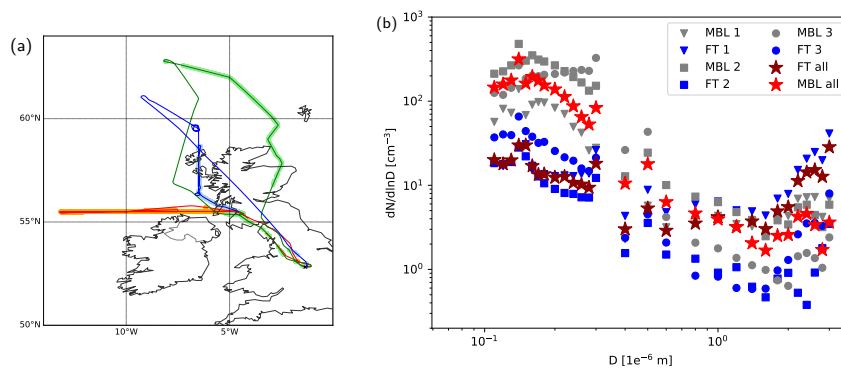 (a)
60°N
55°N
50°N
10°W
5°W
(b)
dN/dlnD [cm⁻³]
10³
10²
10¹
10⁰
MBL 1
FT 1
MBL 2
FT 2
MBL 3
FT 3
FT all
MBL all
10⁻¹
10⁰
D [1e⁻⁶ m]